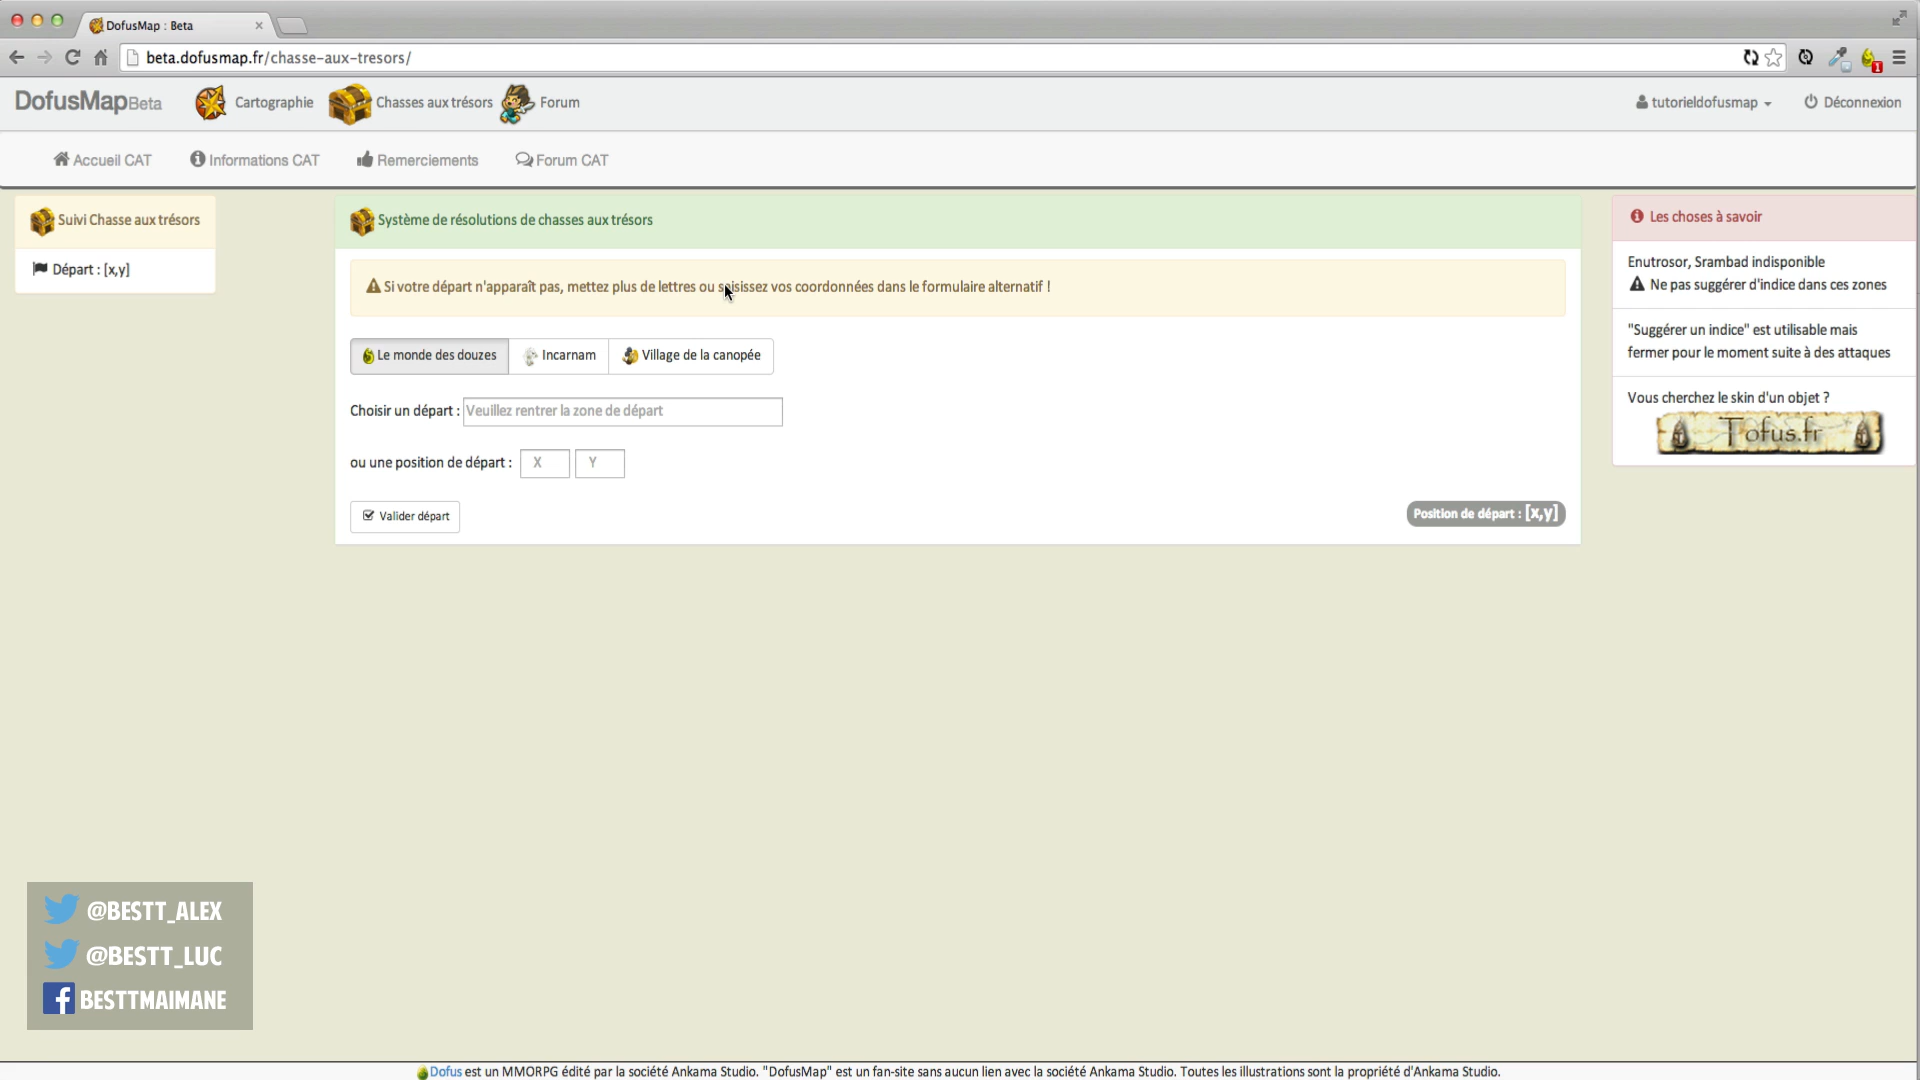 DofusMap : Beta
beta.dofusmap.fr/chasse-aux-tresors/
1
DofusMapBeta
Cartographie
Chasses aux trésors
Forum
tutorieldofusmap
Déconnexion
Accueil CAT
Informations CAT
Remerciements
Forum CAT
Suivi Chasse aux trésors
Départ : [x,y]
Système de résolutions de chasses aux trésors
Si votre départ n'apparaît pas, mettez plus de lettres ou saisissez vos coordonnées dans le formulaire alternatif !
Le monde des douzes
Incarnam
Village de la canopée
Choisir un départ : Veuillez rentrer la zone de départ
ou une position de départ : X Y
Valider départ
Position de départ : [x,y]
Les choses à savoir
Enutrosor, Srambad indisponible
Ne pas suggérer d'indice dans ces zones
"Suggérer un indice" est utilisable mais
fermer pour le moment suite à des attaques
Vous cherchez le skin d'un objet ?
Tofus.fr
@BESTT_ALEX
@BESTT_LUC
BESTTMAIMANE
Dofus est un MMORPG édité par la société Ankama Studio. "DofusMap" est un fan-site sans aucun lien avec la société Ankama Studio. Toutes les illustrations sont la propriété d'Ankama Studio.